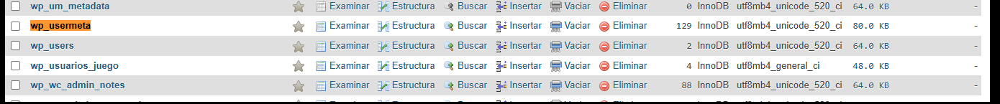 wp_um_metadata Examinar Estructura Buscar Insertar Vaciar Eliminar 0 InnoDB utf8mb4_unicode_520_ci 64.0 KB -
wp_usermeta Examinar Estructura Buscar Insertar Vaciar Eliminar 129 InnoDB utf8mb4_unicode_520_ci 80.0 KB -
wp_users Examinar Estructura Buscar Insertar Vaciar Eliminar 2 InnoDB utf8mb4_unicode_520_ci 64.0 KB -
wp_usuarios_juego Examinar Estructura Buscar Insertar Vaciar Eliminar 4 InnoDB utf8mb4_general_ci 48.0 KB -
wp_wc_admin_notes Examinar Estructura Buscar Insertar Vaciar Eliminar 88 InnoDB utf8mb4_unicode_520_ci 64.0 KB -